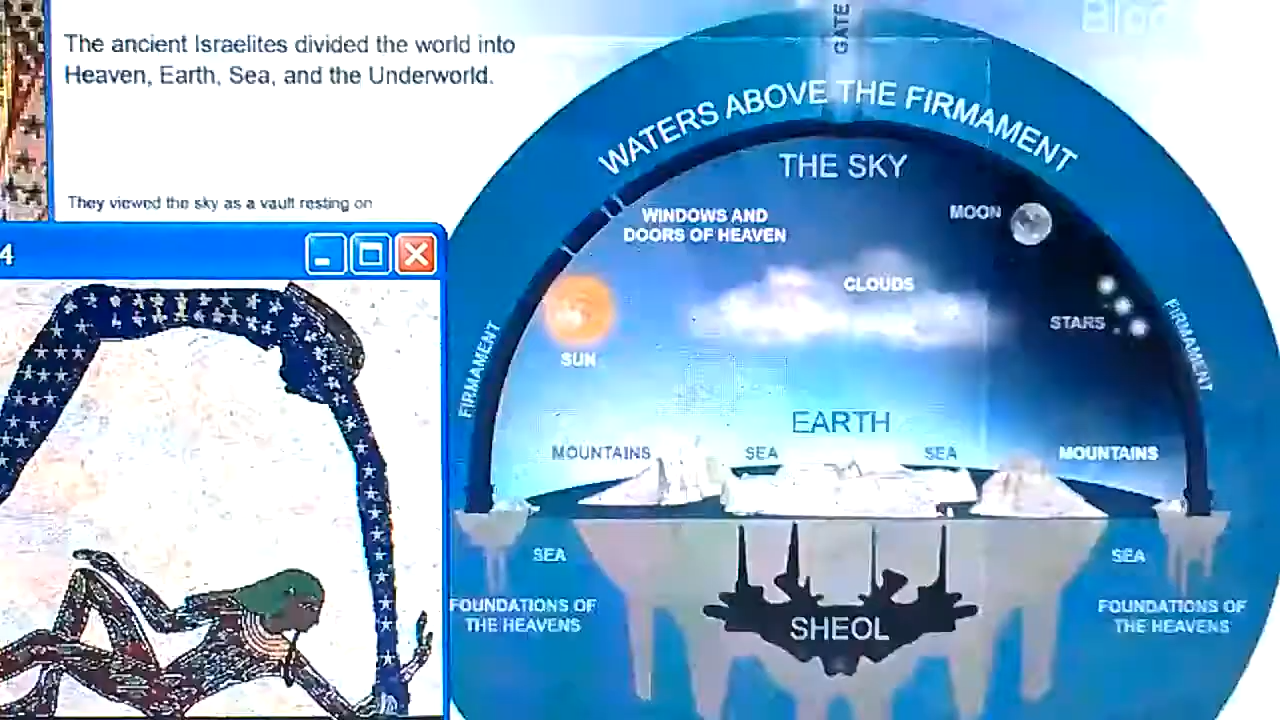 The ancient Israelites divided the world into
Heaven, Earth, Sea, and the Underworld.
They viewed the sky as a vault resting on
4
GATE
WATERS ABOVE THE FIRMAMENT
THE SKY
WINDOWS AND
DOORS OF HEAVEN
MOON
CLOUDS
STARS
SUN
FIRMAMENT
FIRMAMENT
EARTH
MOUNTAINS
SEA
SEA
MOUNTAINS
SEA
SEA
FOUNDATIONS OF
THE HEAVENS
SHEOL
FOUNDATIONS OF
THE HEAVENS